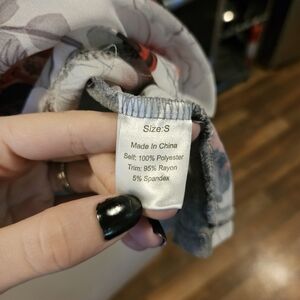 Size:S
Made In China
Self: 100% Polyester
Trim: 95% Rayon
5% Spandex